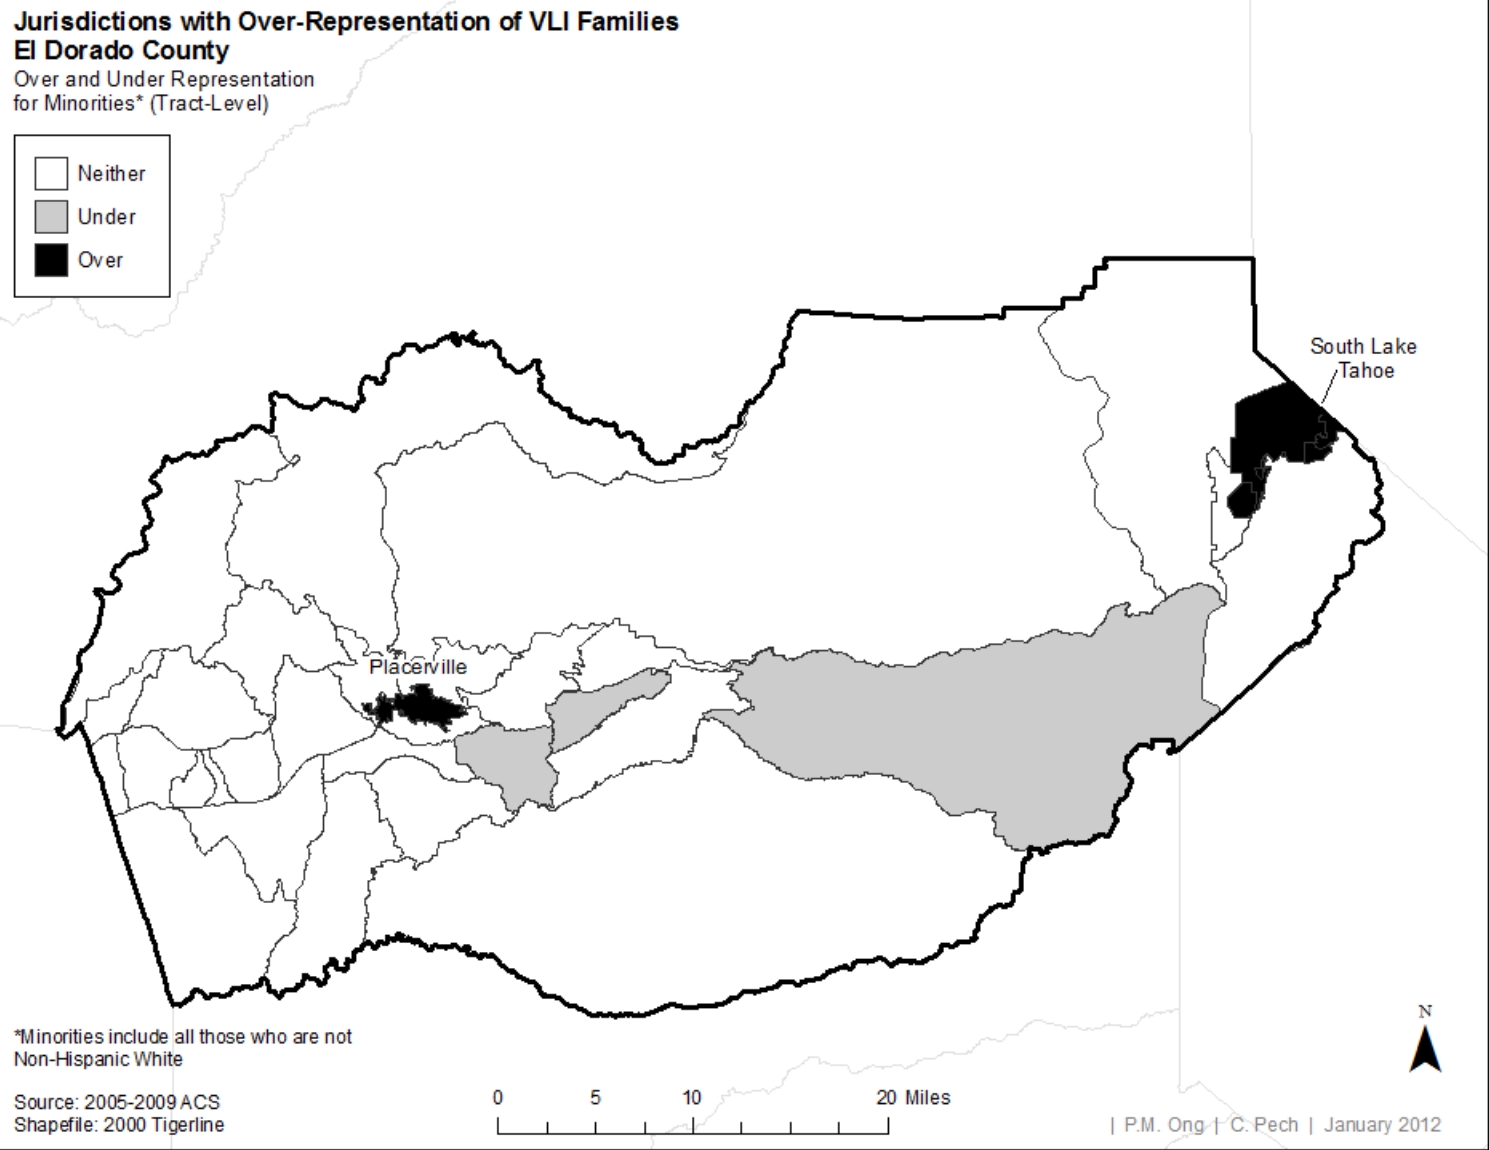 Jurisdictions with Over-Representation of VLI Families
El Dorado County
Over and Under Representation
for Minorities* (Tract-Level)
Neither
Under
Over
South Lake
Tahoe
Placerville
*Minorities include all those who are not
Non-Hispanic White
Source: 2005-2009 ACS
Shapefile: 2000 Tigerline
0 5 10 20 Miles
N
| P.M. Ong | C. Pech | January 2012